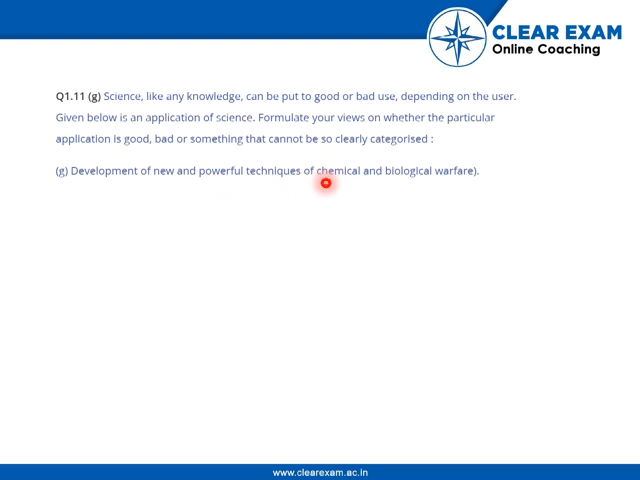 CLEAR EXAM
Online Coaching
Q1.11 (g) Science, like any knowledge, can be put to good or bad use, depending on the user.
Given below is an application of science. Formulate your views on whether the particular
application is good, bad or something that cannot be so clearly categorised :
(g) Development of new and powerful techniques of chemical and biological warfare).
www.clearexam.ac.in